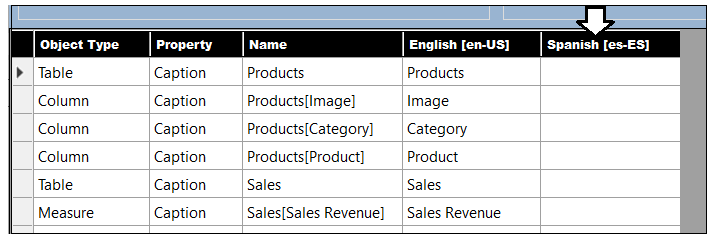 Object Type Property Name English [en-US] Spanish [es-ES]
Table Caption Products Products
Column Caption Products[Image] Image
Column Caption Products[Category] Category
Column Caption Products[Product] Product
Table Caption Sales Sales
Measure Caption Sales[Sales Revenue] Sales Revenue